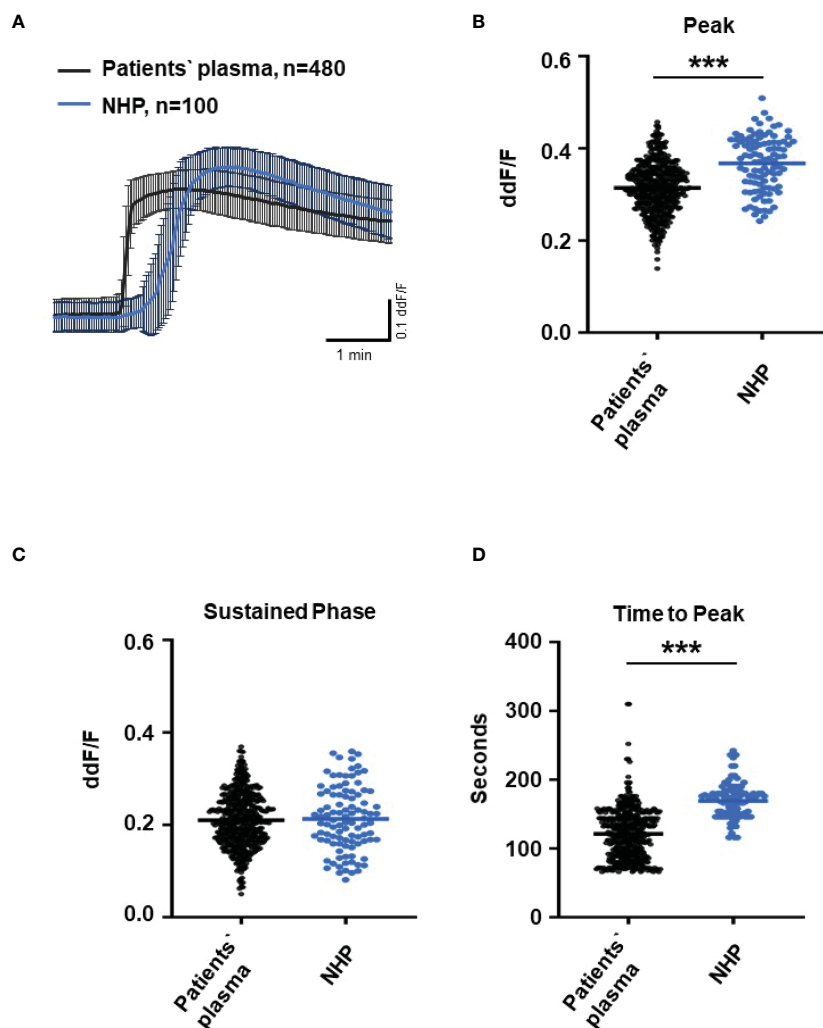 A
Patients` plasma, n=480
NHP, n=100
0.1 ddF/F
1 min
B
Peak
***
0.6
0.4
0.2
0.0
ddF/F
Patients`
plasma
NHP
C
Sustained Phase
0.6
0.4
0.2
0.0
ddF/F
Patients`
plasma
NHP
D
Time to Peak
***
400
300
200
100
0
Seconds
Patients`
plasma
NHP